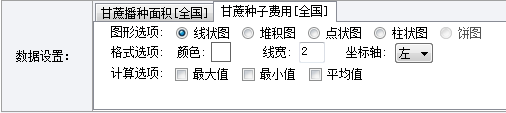 甘蔗播种面积[全国] 甘蔗种子费用[全国]
图形选项: 线状图 堆积图 点状图 柱状图 饼图
数据设置: 格式选项: 颜色: 线宽: 2 坐标轴: 左
计算选项: 最大值 最小值 平均值